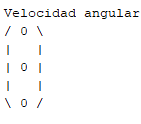 Velocidad angular
/ 0 \
|   |
| 0 |
|   |
\ 0 /